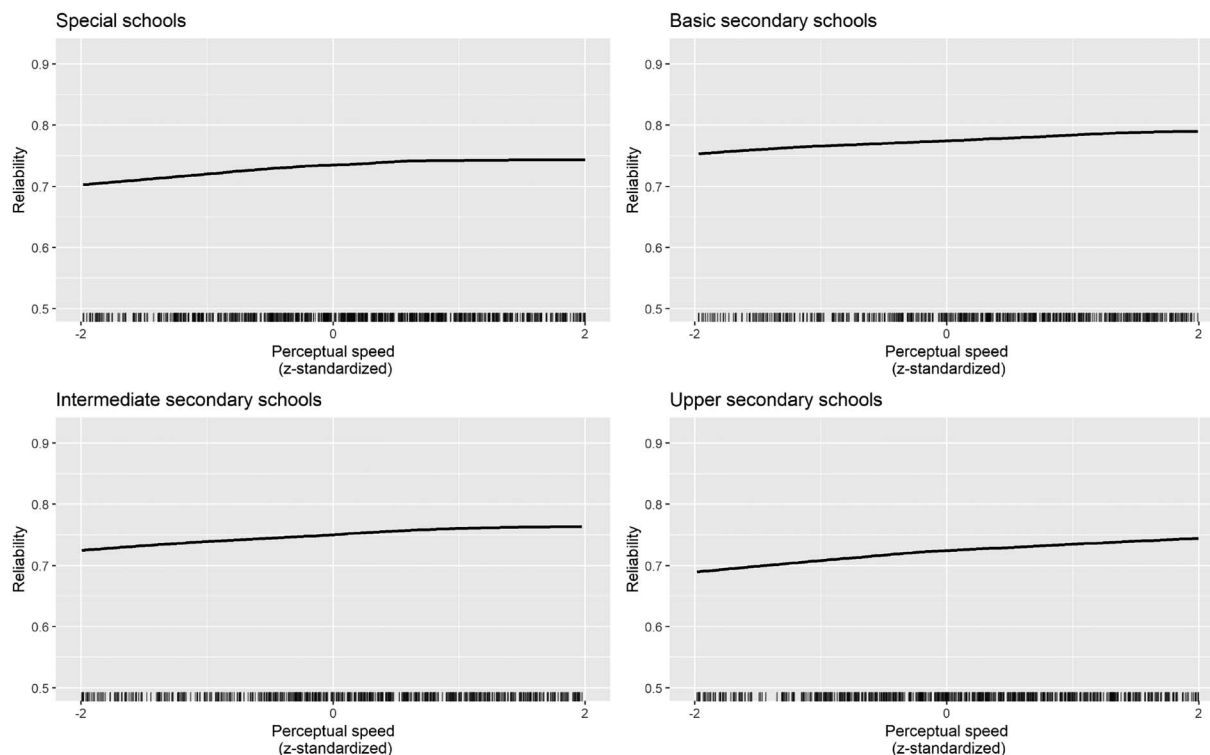 Special schools
0.9
0.8
0.7
0.6
0.5
Reliability
-2
0
2
Perceptual speed
(z-standardized)
Basic secondary schools
0.9
0.8
0.7
0.6
0.5
Reliability
-2
0
2
Perceptual speed
(z-standardized)
Intermediate secondary schools
0.9
0.8
0.7
0.6
0.5
Reliability
-2
0
2
Perceptual speed
(z-standardized)
Upper secondary schools
0.9
0.8
0.7
0.6
0.5
Reliability
-2
0
2
Perceptual speed
(z-standardized)